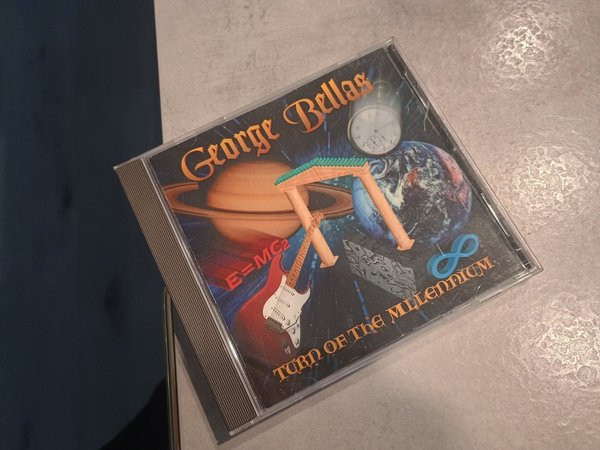 George Bellas
E=MC2
TURN OF THE MILLENNIUM